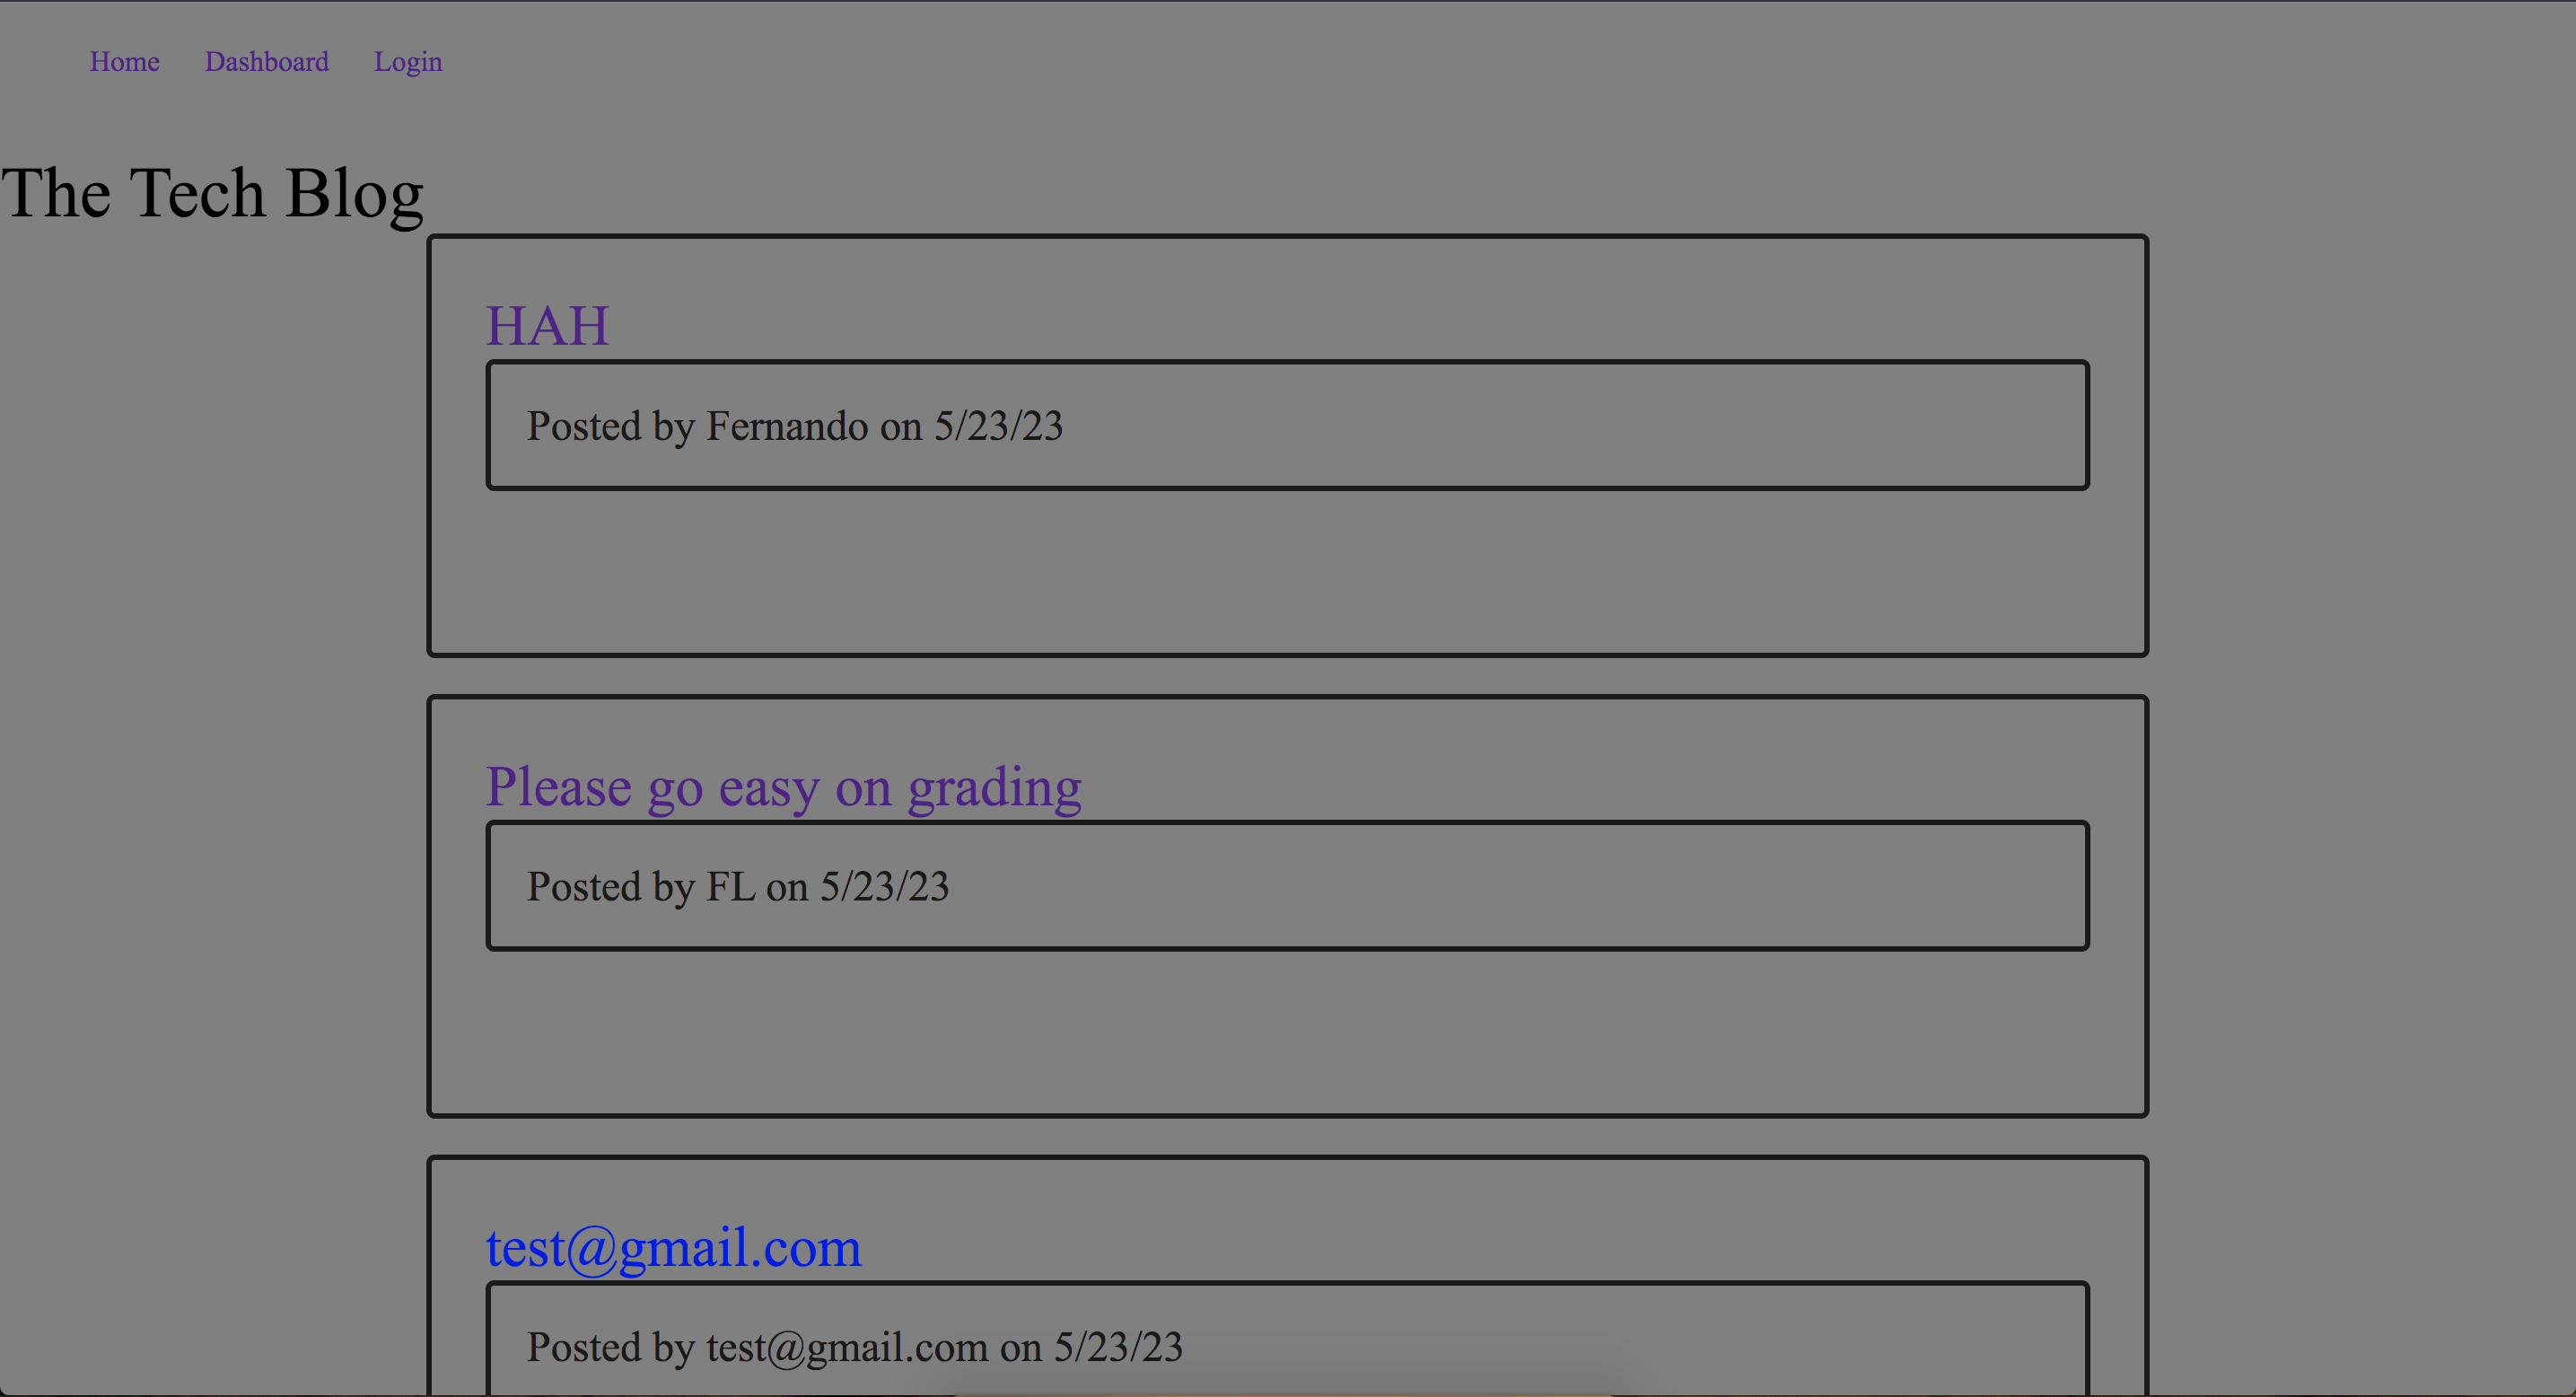 Home Dashboard Login
The Tech Blog
HAH
Posted by Fernando on 5/23/23
Please go easy on grading
Posted by FL on 5/23/23
test@gmail.com
Posted by test@gmail.com on 5/23/23